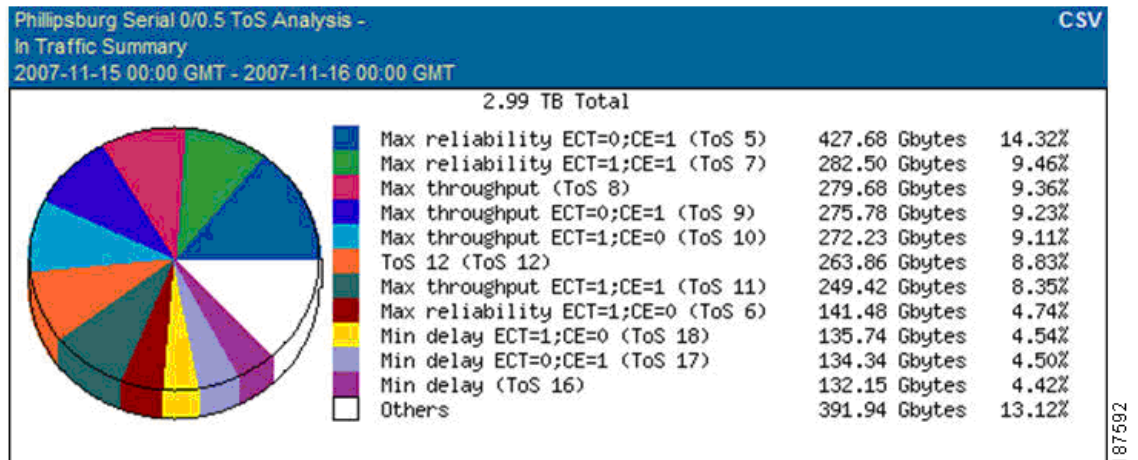 Phillipsburg Serial 0/0.5 ToS Analysis -
CSV
In Traffic Summary
2007-11-15 00:00 GMT - 2007-11-16 00:00 GMT
2.99 TB Total
Max reliability ECT=0;CE=1 (ToS 5) 427.68 Gbytes 14.32%
Max reliability ECT=1;CE=1 (ToS 7) 282.50 Gbytes 9.46%
Max throughput (ToS 8) 279.68 Gbytes 9.36%
Max throughput ECT=0;CE=1 (ToS 9) 275.78 Gbytes 9.23%
Max throughput ECT=1;CE=0 (ToS 10) 272.23 Gbytes 9.11%
ToS 12 (ToS 12) 263.86 Gbytes 8.83%
Max throughput ECT=1;CE=1 (ToS 11) 249.42 Gbytes 8.35%
Max reliability ECT=1;CE=0 (ToS 6) 141.48 Gbytes 4.74%
Min delay ECT=1;CE=0 (ToS 18) 135.74 Gbytes 4.54%
Min delay ECT=0;CE=1 (ToS 17) 134.34 Gbytes 4.50%
Min delay (ToS 16) 132.15 Gbytes 4.42%
Others 391.94 Gbytes 13.12%
187592